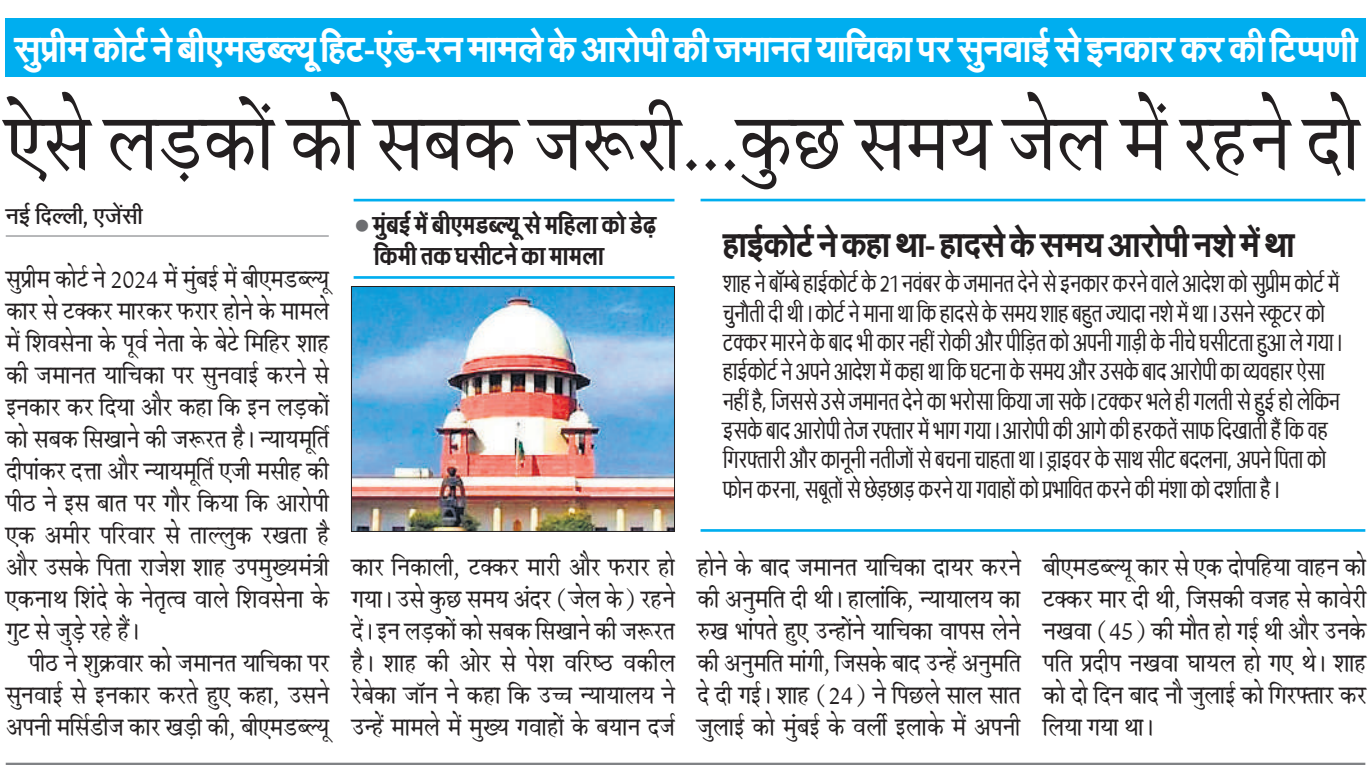 सुप्रीम कोर्ट ने बीएमडब्ल्यू हिट-एंड-रन मामले के आरोपी की जमानत याचिका पर सुनवाई से इनकार कर की टिप्पणी
ऐसे लड़कों को सबक जरूरी...कुछ समय जेल में रहने दो
नई दिल्ली, एजेंसी
सुप्रीम कोर्ट ने 2024 में मुंबई में बीएमडब्ल्यू
कार से टक्कर मारकर फरार होने के मामले
में शिवसेना के पूर्व नेता के बेटे मिहिर शाह
की जमानत याचिका पर सुनवाई करने से
इनकार कर दिया और कहा कि इन लड़कों
को सबक सिखाने की जरूरत है। न्यायमूर्ति
दीपांकर दत्ता और न्यायमूर्ति एजी मसीह की
पीठ ने इस बात पर गौर किया कि आरोपी
एक अमीर परिवार से ताल्लुक रखता है
और उसके पिता राजेश शाह उपमुख्यमंत्री
एकनाथ शिंदे के नेतृत्व वाले शिवसेना के
गुट से जुड़े रहे हैं।
पीठ ने शुक्रवार को जमानत याचिका पर
सुनवाई से इनकार करते हुए कहा, उसने
अपनी मर्सिडीज कार खड़ी की, बीएमडब्ल्यू
● मुंबई में बीएमडब्ल्यू से महिला को डेढ़
किमी तक घसीटने का मामला
कार निकाली, टक्कर मारी और फरार हो
गया। उसे कुछ समय अंदर (जेल के) रहने
दें। इन लड़कों को सबक सिखाने की जरूरत
है। शाह की ओर से पेश वरिष्ठ वकील
रेबेका जॉन ने कहा कि उच्च न्यायालय ने
उन्हें मामले में मुख्य गवाहों के बयान दर्ज
हाईकोर्ट ने कहा था- हादसे के समय आरोपी नशे में था
शाह ने बॉम्बे हाईकोर्ट के 21 नवंबर के जमानत देने से इनकार करने वाले आदेश को सुप्रीम कोर्ट में
चुनौती दी थी। कोर्ट ने माना था कि हादसे के समय शाह बहुत ज्यादा नशे में था। उसने स्कूटर को
टक्कर मारने के बाद भी कार नहीं रोकी और पीड़ित को अपनी गाड़ी के नीचे घसीटता हुआ ले गया।
हाईकोर्ट ने अपने आदेश में कहा था कि घटना के समय और उसके बाद आरोपी का व्यवहार ऐसा
नहीं है, जिससे उसे जमानत देने का भरोसा किया जा सके। टक्कर भले ही गलती से हुई हो लेकिन
इसके बाद आरोपी तेज रफ्तार में भाग गया। आरोपी की आगे की हरकतें साफ दिखाती हैं कि वह
गिरफ्तारी और कानूनी नतीजों से बचना चाहता था। ड्राइवर के साथ सीट बदलना, अपने पिता को
फोन करना, सबूतों से छेड़छाड़ करने या गवाहों को प्रभावित करने की मंशा को दर्शाता है।
होने के बाद जमानत याचिका दायर करने
की अनुमति दी थी। हालांकि, न्यायालय का
रुख भांपते हुए उन्होंने याचिका वापस लेने
की अनुमति मांगी, जिसके बाद उन्हें अनुमति
दे दी गई। शाह (24) ने पिछले साल सात
जुलाई को मुंबई के वर्ली इलाके में अपनी
बीएमडब्ल्यू कार से एक दोपहिया वाहन को
टक्कर मार दी थी, जिसकी वजह से कावेरी
नखवा (45) की मौत हो गई थी और उनके
पति प्रदीप नखवा घायल हो गए थे। शाह
को दो दिन बाद नौ जुलाई को गिरफ्तार कर
लिया गया था।